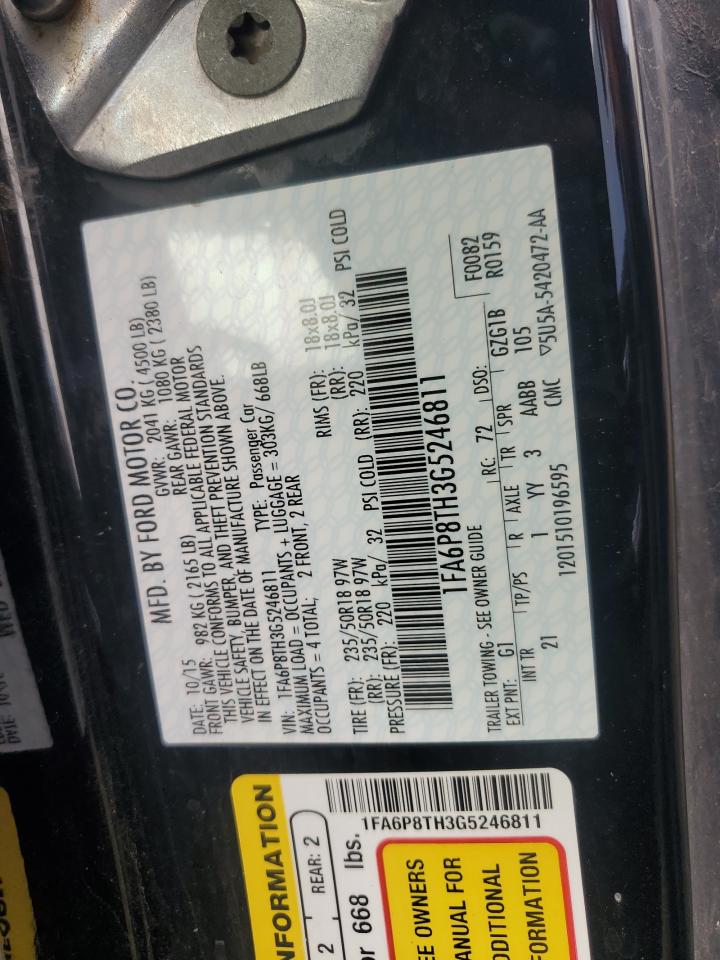 MFD. BY FORD MOTOR CO.
DATE: 10/15 GVWR: 2041 KG ( 4500 LB)
FRONT GAWR: 982 KG ( 2165 LB) REAR GAWR: 1080 KG ( 2380 LB)
THIS VEHICLE CONFORMS TO ALL APPLICABLE FEDERAL MOTOR
VEHICLE SAFETY, BUMPER, AND THEFT PREVENTION STANDARDS
IN EFFECT ON THE DATE OF MANUFACTURE SHOWN ABOVE.
VIN: 1FA6P8TH3G5246811 TYPE: Passenger Car
MAXIMUM LOAD = OCCUPANTS + LUGGAGE = 303KG/ 668LB
OCCUPANTS = 4 TOTAL; 2 FRONT, 2 REAR
TIRE (FR): 235/50R18 97W RIMS (FR): 18x8.0J
(RR): 235/50R18 97W (RR): 18x8.0J
PRESSURE (FR): 220 kPa/ 32 PSI COLD (RR): 220 kPa/ 32 PSI COLD
1FA6P8TH3G5246811
TRAILER TOWING - SEE OWNER GUIDE
F0082
R0159
EXT PNT: G1 RC: 72 DSO: GZG1B
INT TR TP/PS R AXLE TR SPR 105
21 1 YY 3 AABB
1201510196595 CMC ▽5U5A-5420472-AA
NFORMATION
2 REAR: 2
or 668 lbs.
1FA6P8TH3G5246811
EE OWNERS
ANUAL FOR
DDITIONAL
FORMATION